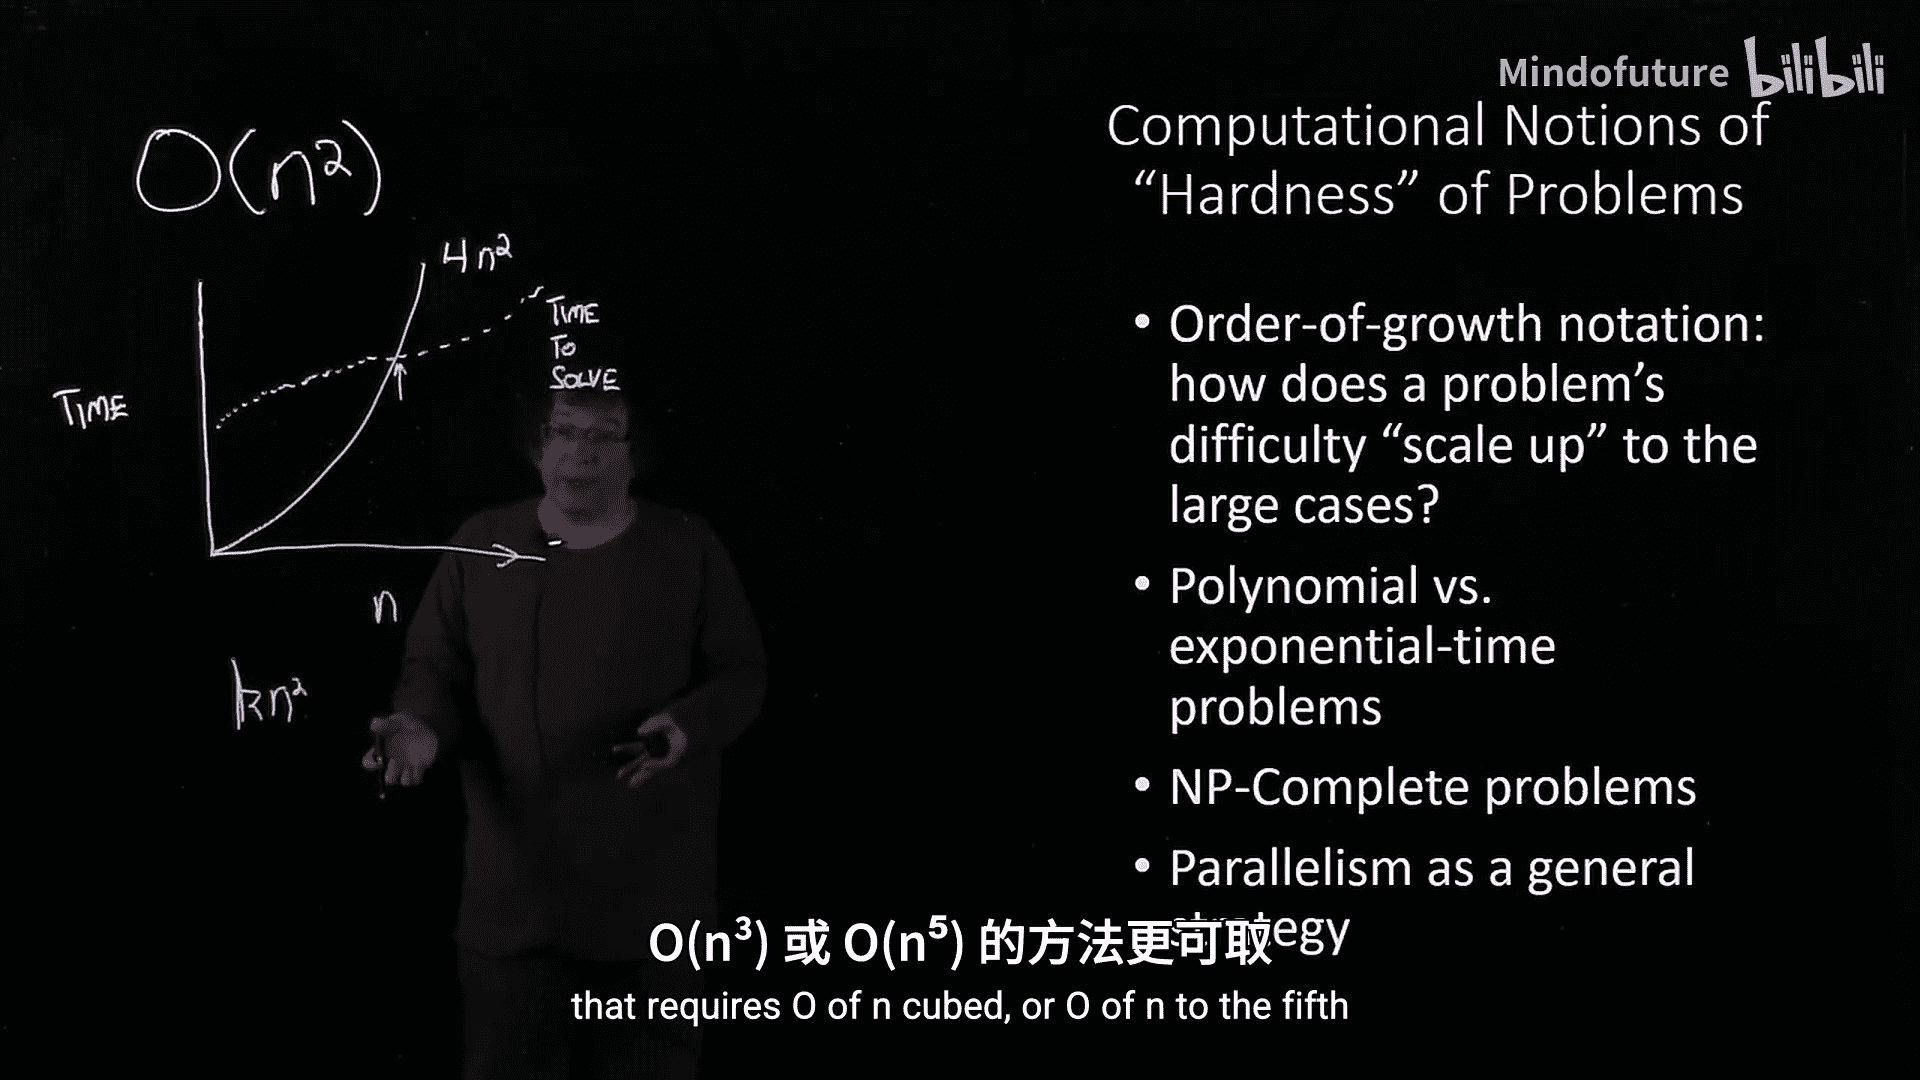 Mindofuture bilibili
Computational Notions of
“Hardness” of Problems
O(n²)
4n²
TIME
TO
SOLVE
TIME
n
kn²
• Order-of-growth notation:
how does a problem’s
difficulty “scale up” to the
large cases?
• Polynomial vs.
exponential-time
problems
• NP-Complete problems
• Parallelism as a general
strategy
O(n³) 或 O(n⁵) 的方法更可取
that requires O of n cubed, or O of n to the fifth